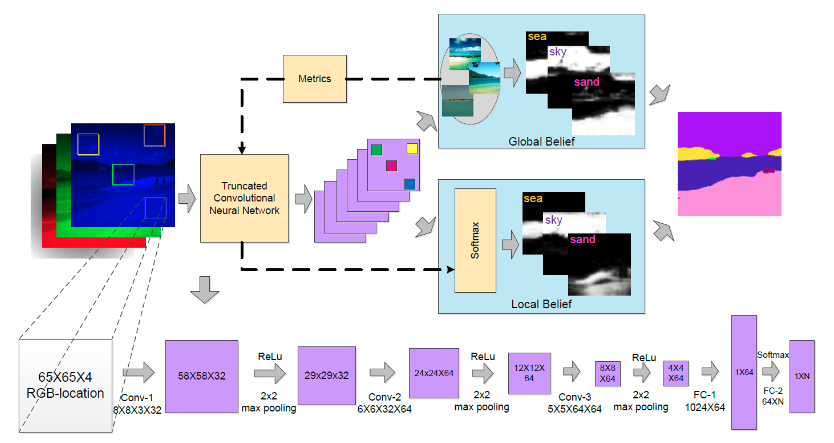 sea
sky
sand
Global Belief
Metrics
Truncated
Convolutional
Neural Network
Softmax
sea
sky
sand
Local Belief
65X65X4
RGB-location
Conv-1
8X8X3X32
58X58X32
ReLu
2x2
max pooling
29x29x32
Conv-2
6X6X32X64
24x24X64
ReLu
2x2
max pooling
12X12X
64
Conv-3
5X5X64X64
8X8
X64
ReLu
2x2
max pooling
4X4
X64
FC-1
1024X64
1X64
Softmax
FC-2
64XN
1XN